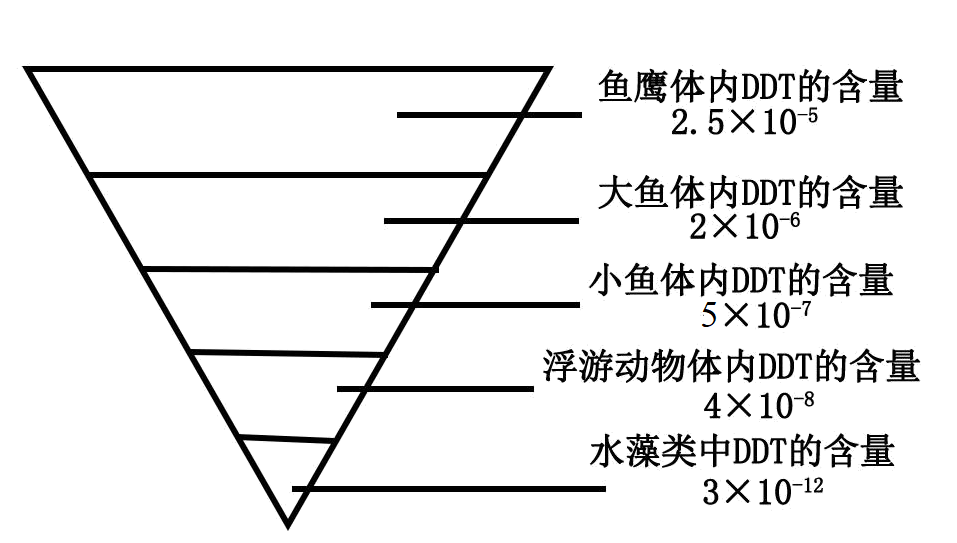 鱼鹰体内DDT的含量
2.5×10⁻⁵
大鱼体内DDT的含量
2×10⁻⁶
小鱼体内DDT的含量
5×10⁻⁷
浮游动物体内DDT的含量
4×10⁻⁸
水藻类中DDT的含量
3×10⁻¹²